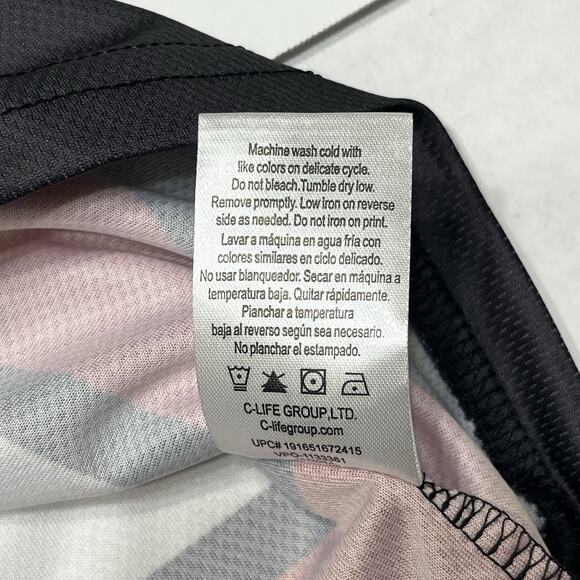 Machine wash cold with
like colors on delicate cycle.
Do not bleach.Tumble dry low.
Remove promptly. Low iron on reverse
side as needed. Do not iron on print.
Lavar a máquina en agua fría con
colores similares en ciclo delicado.
No usar blanqueador. Secar en máquina a
temperatura baja. Quitar rápidamente.
Planchar a temperatura
baja al reverso según sea necesario.
No planchar el estampado.
C-LIFE GROUP,LTD.
C-lifegroup.com
UPC# 191651672415
VPO-1133361